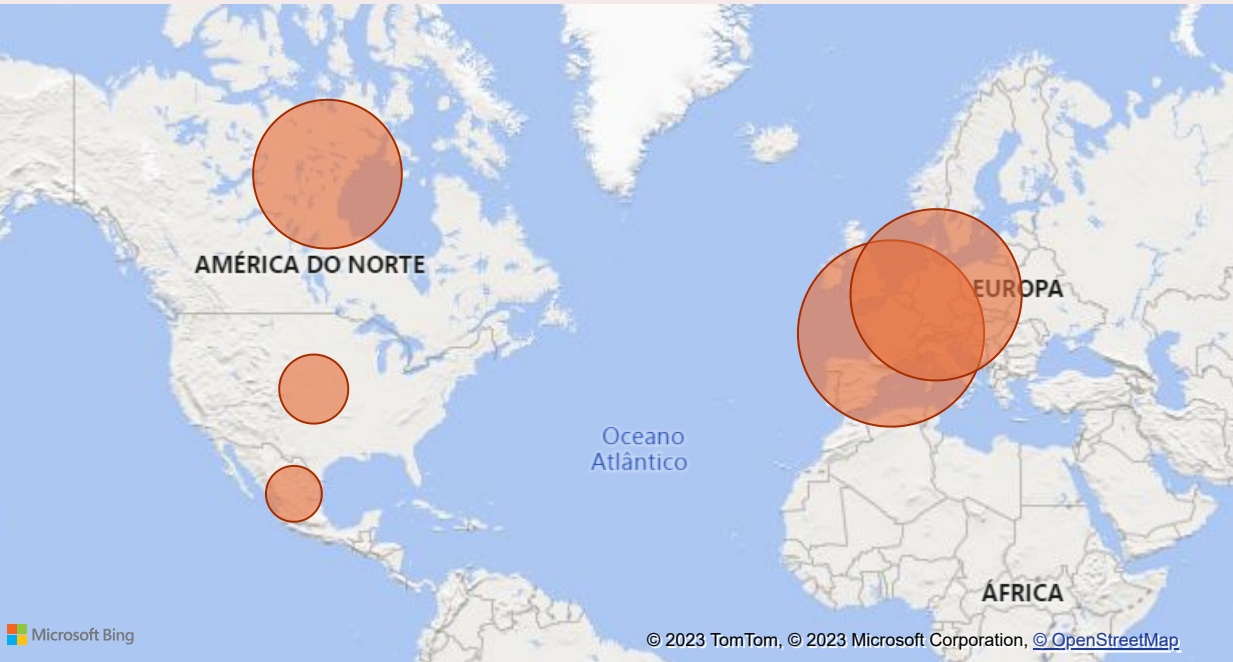 AMÉRICA DO NORTE
EUROPA
Oceano
Atlântico
ÁFRICA
Microsoft Bing
© 2023 TomTom, © 2023 Microsoft Corporation, © OpenStreetMap